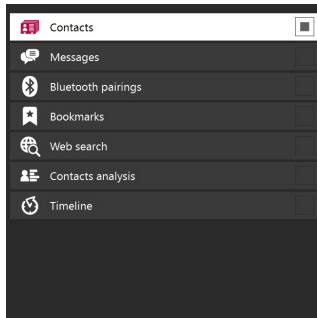 Contacts
Messages
Bluetooth pairings
Bookmarks
Web search
Contacts analysis
Timeline